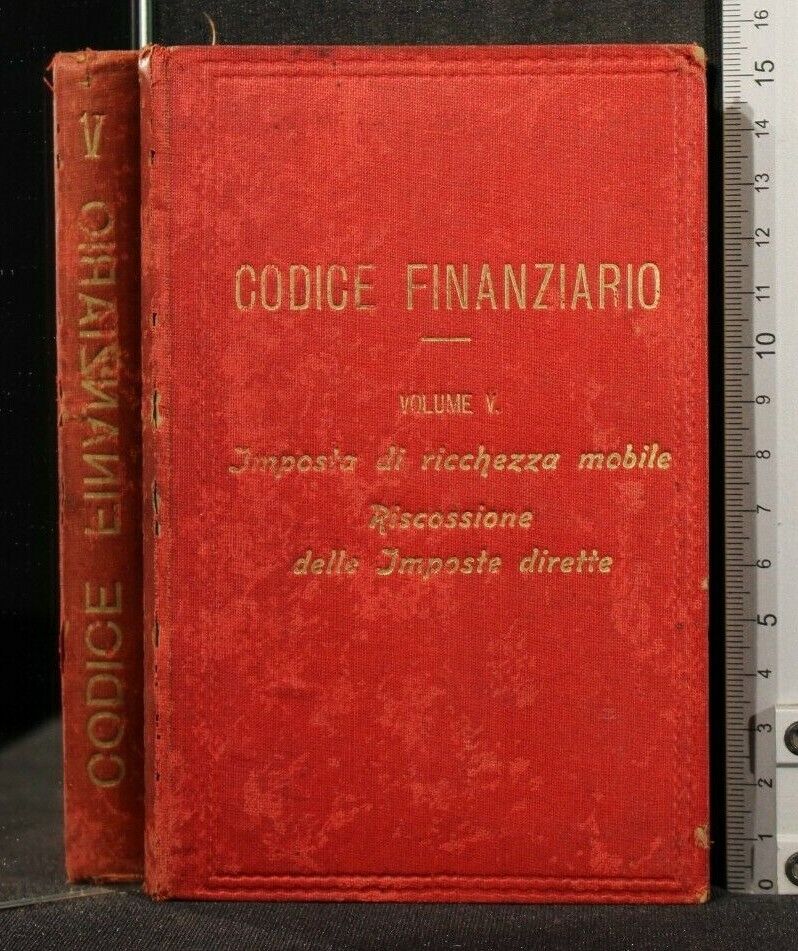 CODICE FINANZIARIO
VOLUME V.
Imposta di ricchezza mobile
Riscossione
delle Imposte dirette
CODICE FINANZIARIO V
16
15
14
13
12
11
10
9
8
7
6
5
4
3
2
1
0